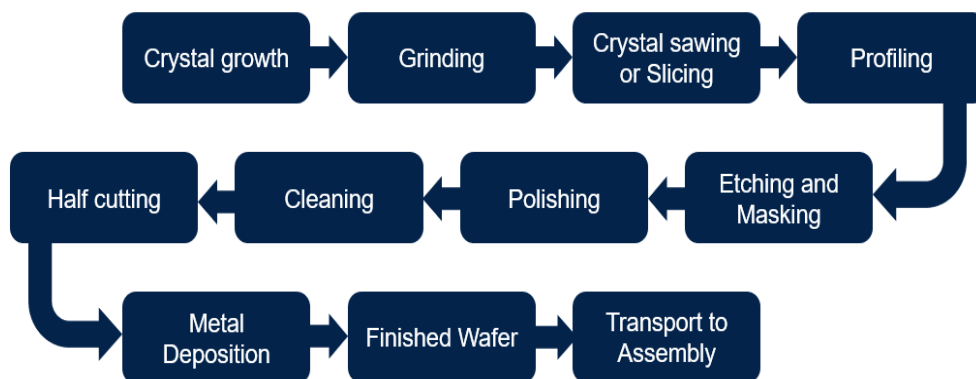 Crystal growth
Grinding
Crystal sawing
or Slicing
Profiling
Half cutting
Cleaning
Polishing
Etching and
Masking
Metal
Deposition
Finished Wafer
Transport to
Assembly